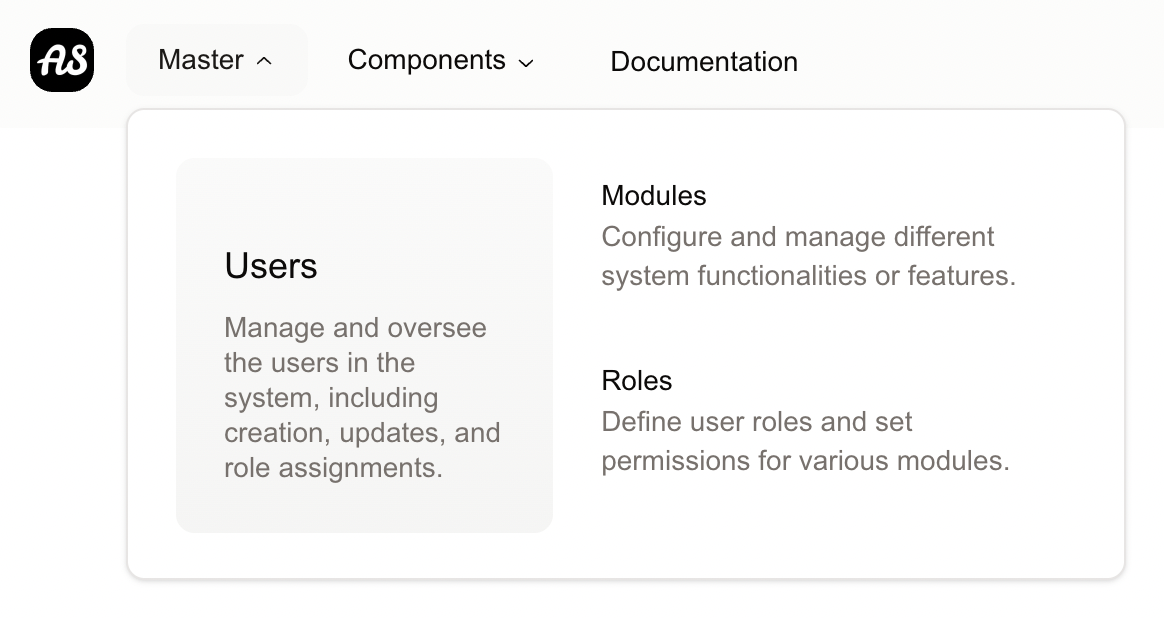 AS
Master
Components
Documentation
Users
Manage and oversee
the users in the
system, including
creation, updates, and
role assignments.
Modules
Configure and manage different
system functionalities or features.
Roles
Define user roles and set
permissions for various modules.